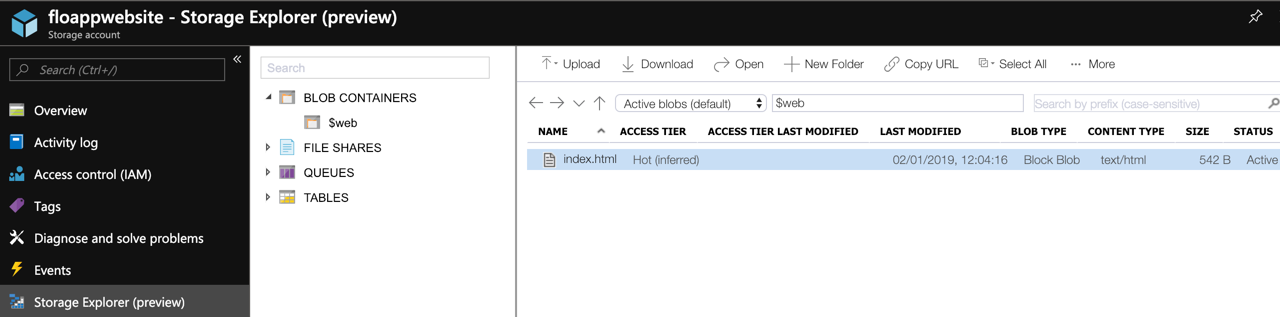 floappwebsite - Storage Explorer (preview)
Storage account
Search (Ctrl+/)
«
Overview
Activity log
Access control (IAM)
Tags
Diagnose and solve problems
Events
Storage Explorer (preview)
Search
BLOB CONTAINERS
$web
FILE SHARES
QUEUES
TABLES
Upload Download Open New Folder Copy URL Select All ··· More
Active blobs (default) $web Search by prefix (case-sensitive)
NAME ACCESS TIER ACCESS TIER LAST MODIFIED LAST MODIFIED BLOB TYPE CONTENT TYPE SIZE STATUS
index.html Hot (inferred) 02/01/2019, 12:04:16 Block Blob text/html 542 B Active